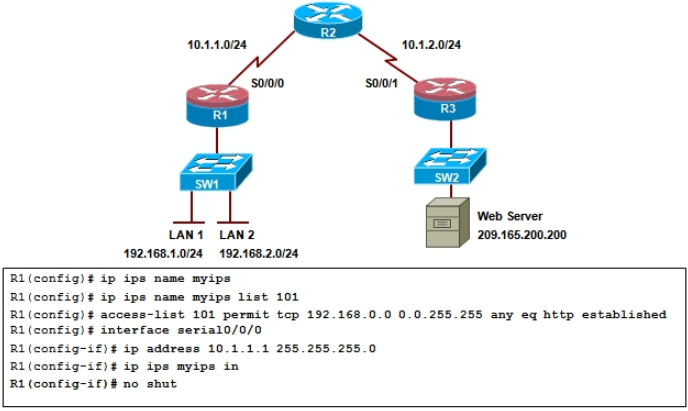 R2
10.1.1.0/24
10.1.2.0/24
S0/0/0
S0/0/1
R1
R3
SW1
SW2
LAN 1
LAN 2
192.168.1.0/24
192.168.2.0/24
Web Server
209.165.200.200
R1(config)# ip ips name myips
R1(config)# ip ips name myips list 101
R1(config)# access-list 101 permit tcp 192.168.0.0 0.0.255.255 any eq http established
R1(config)# interface serial0/0/0
R1(config-if)# ip address 10.1.1.1 255.255.255.0
R1(config-if)# ip ips myips in
R1(config-if)# no shut